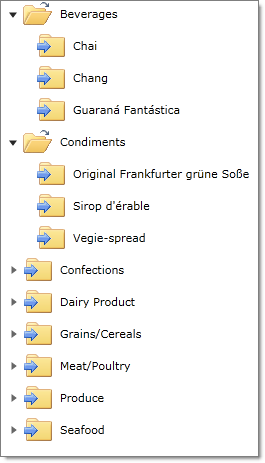 Beverages
Chai
Chang
Guaraná Fantástica
Condiments
Original Frankfurter grüne Soße
Sirop d'érable
Vegie-spread
Confections
Dairy Product
Grains/Cereals
Meat/Poultry
Produce
Seafood